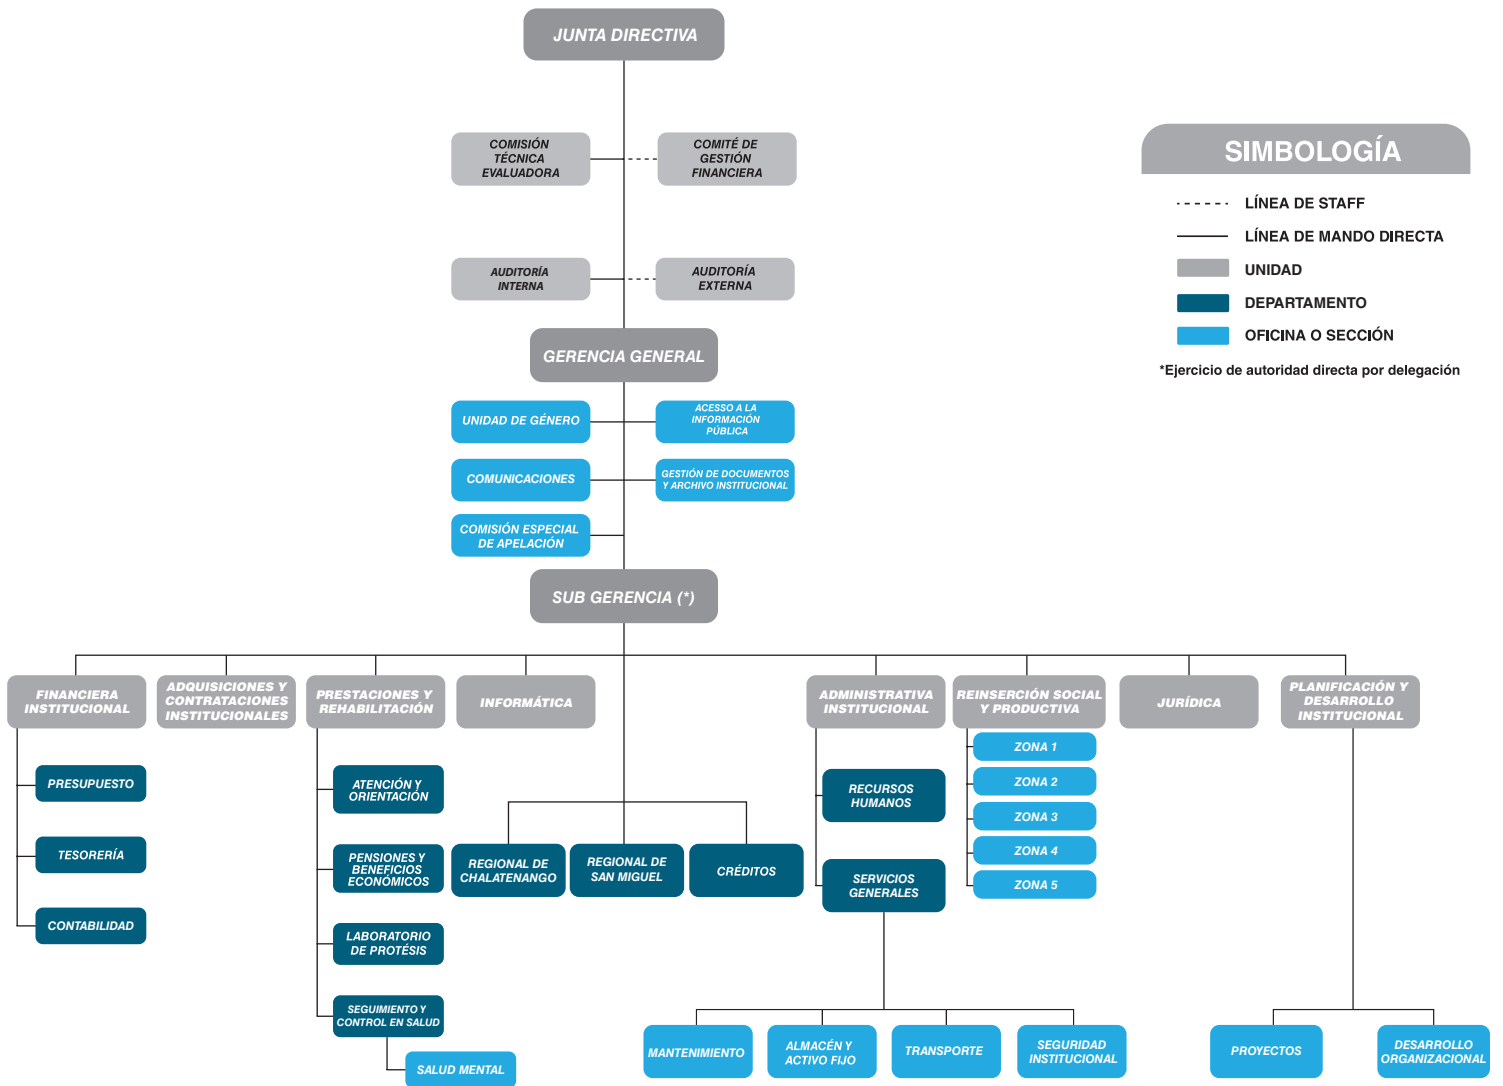 JUNTA DIRECTIVA
COMISIÓN
TÉCNICA
EVALUADORA
COMITÉ DE
GESTIÓN
FINANCIERA
SIMBOLOGÍA
LÍNEA DE STAFF
LÍNEA DE MANDO DIRECTA
UNIDAD
DEPARTAMENTO
OFICINA O SECCIÓN
*Ejercicio de autoridad directa por delegación
AUDITORÍA
INTERNA
AUDITORÍA
EXTERNA
GERENCIA GENERAL
UNIDAD DE GÉNERO
ACESO A LA
INFORMACIÓN
PÚBLICA
COMUNICACIONES
GESTIÓN DE DOCUMENTOS
Y ARCHIVO INSTITUCIONAL
COMISIÓN ESPECIAL
DE APELACIÓN
SUB GERENCIA (*)
FINANCIERA
INSTITUCIONAL
ADQUISICIONES Y
CONTRATACIONES
INSTITUCIONALES
PRESTACIONES Y
REHABILITACIÓN
INFORMÁTICA
ADMINISTRATIVA
INSTITUCIONAL
REINSERCIÓN SOCIAL
Y PRODUCTIVA
JURÍDICA
PLANIFICACIÓN Y
DESARROLLO
INSTITUCIONAL
PRESUPUESTO
TESORERÍA
CONTABILIDAD
ATENCIÓN Y
ORIENTACIÓN
PENSIONES Y
BENEFICIOS
ECONÓMICOS
LABORATORIO
DE PROTÉSIS
SEGUIMIENTO Y
CONTROL EN SALUD
SALUD MENTAL
REGIONAL DE
CHALATENANGO
REGIONAL DE
SAN MIGUEL
CRÉDITOS
RECURSOS
HUMANOS
SERVICIOS
GENERALES
ZONA 1
ZONA 2
ZONA 3
ZONA 4
ZONA 5
MANTENIMIENTO
ALMACÉN Y
ACTIVO FIJO
TRANSPORTE
SEGURIDAD
INSTITUCIONAL
PROYECTOS
DESARROLLO
ORGANIZACIONAL